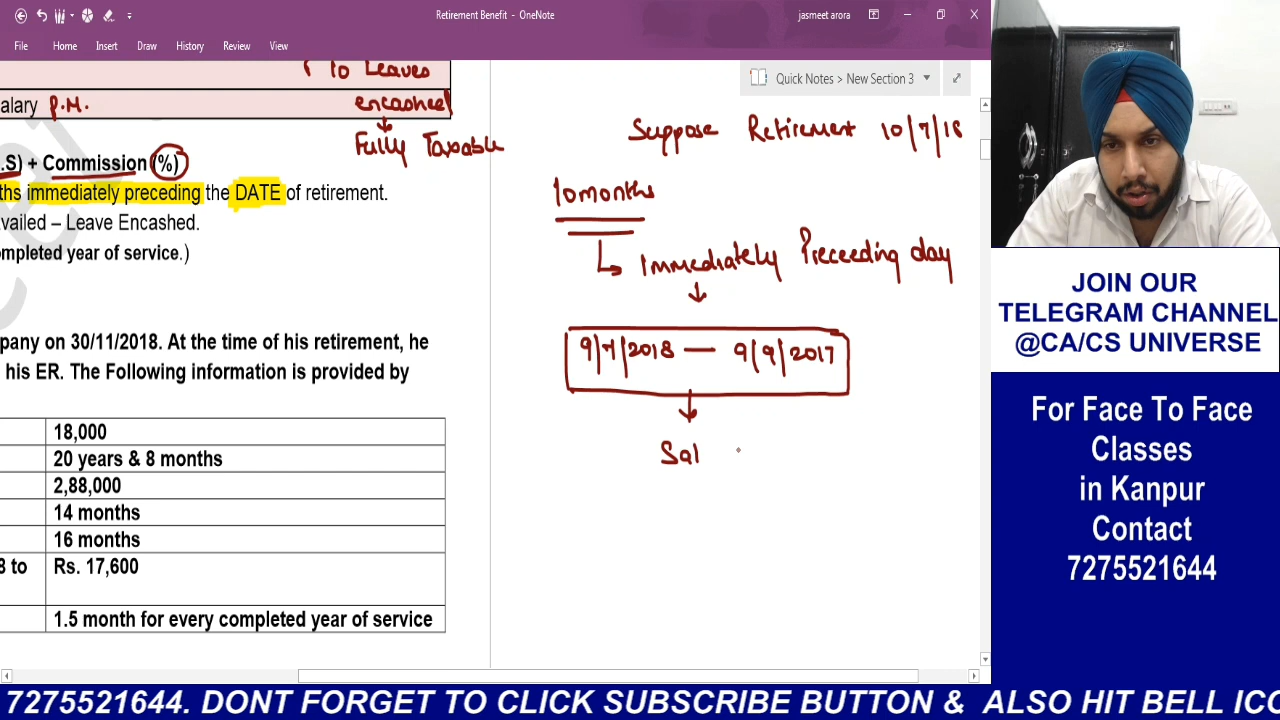 Retirement Benefit - OneNote
jasmeet arora
File Home Insert Draw History Review View
Quick Notes > New Section 3
To Leaves
encashed
Fully Taxable
alary P.M.
.S) + Commission (%)
ths immediately preceding the DATE of retirement.
vailed – Leave Encashed.
ompleted year of service.)
pany on 30/11/2018. At the time of his retirement, he
his ER. The Following information is provided by
18,000
20 years & 8 months
2,88,000
14 months
16 months
8 to Rs. 17,600
1.5 month for every completed year of service
Suppose Retirement 10/7/18
10 months
Immediately Preceeding day
9/7/2018 — 9/9/2017
Sal
JOIN OUR
TELEGRAM CHANNEL
@CA/CS UNIVERSE
For Face To Face
Classes
in Kanpur
Contact
7275521644
7275521644. DONT FORGET TO CLICK SUBSCRIBE BUTTON & ALSO HIT BELL ICO